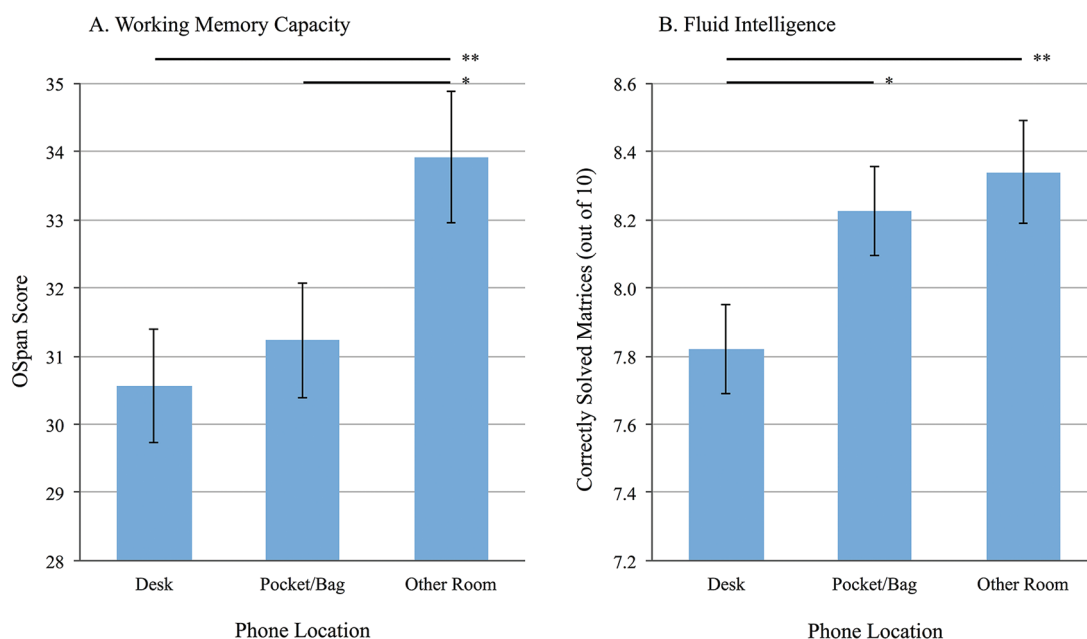 A. Working Memory Capacity
**
*
35
34
33
32
31
30
29
28
OSpan Score
Desk
Pocket/Bag
Other Room
Phone Location
B. Fluid Intelligence
**
*
8.6
8.4
8.2
8.0
7.8
7.6
7.4
7.2
Correctly Solved Matrices (out of 10)
Desk
Pocket/Bag
Other Room
Phone Location